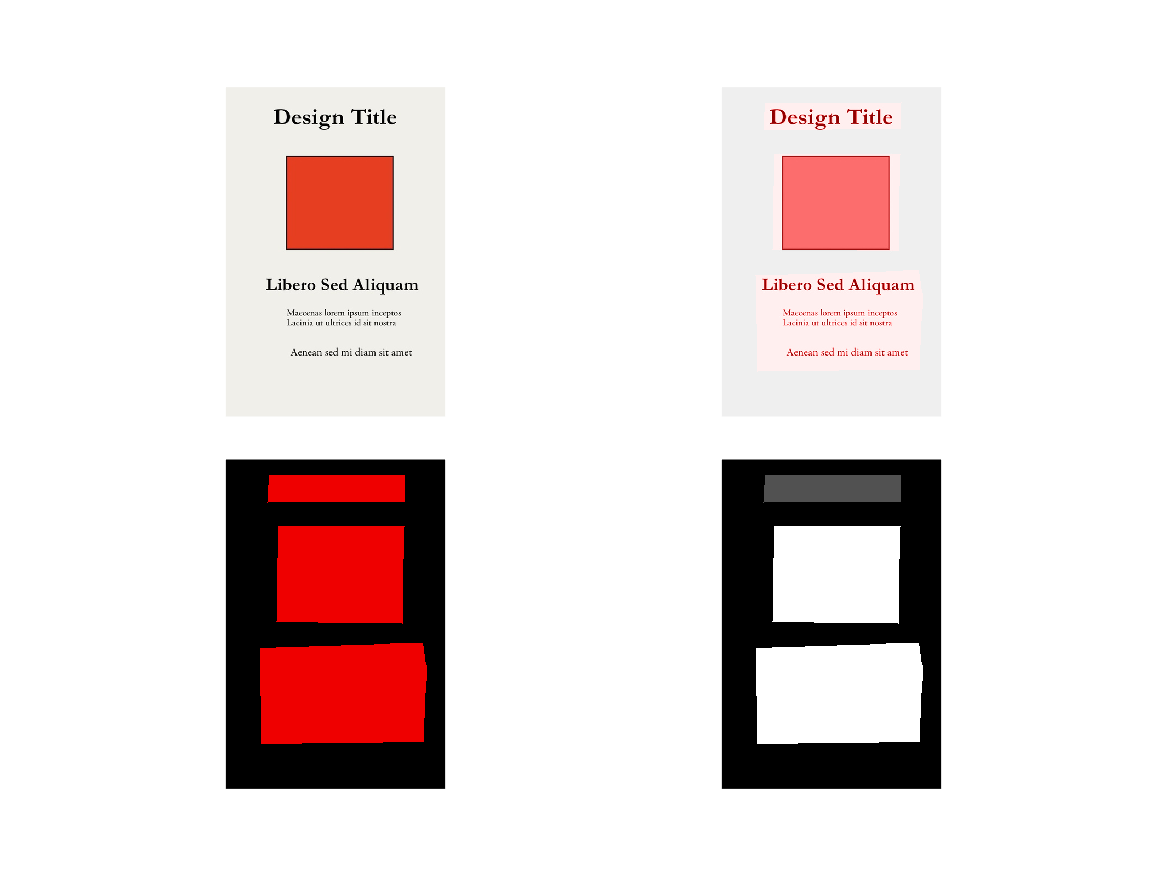 Design Title
Libero Sed Aliquam
Maecenas lorem ipsum inceptos
Lacinia ut ultrices id sit nostra
Aenean sed mi diam sit amet
Design Title
Libero Sed Aliquam
Maecenas lorem ipsum inceptos
Lacinia ut ultrices id sit nostra
Aenean sed mi diam sit amet